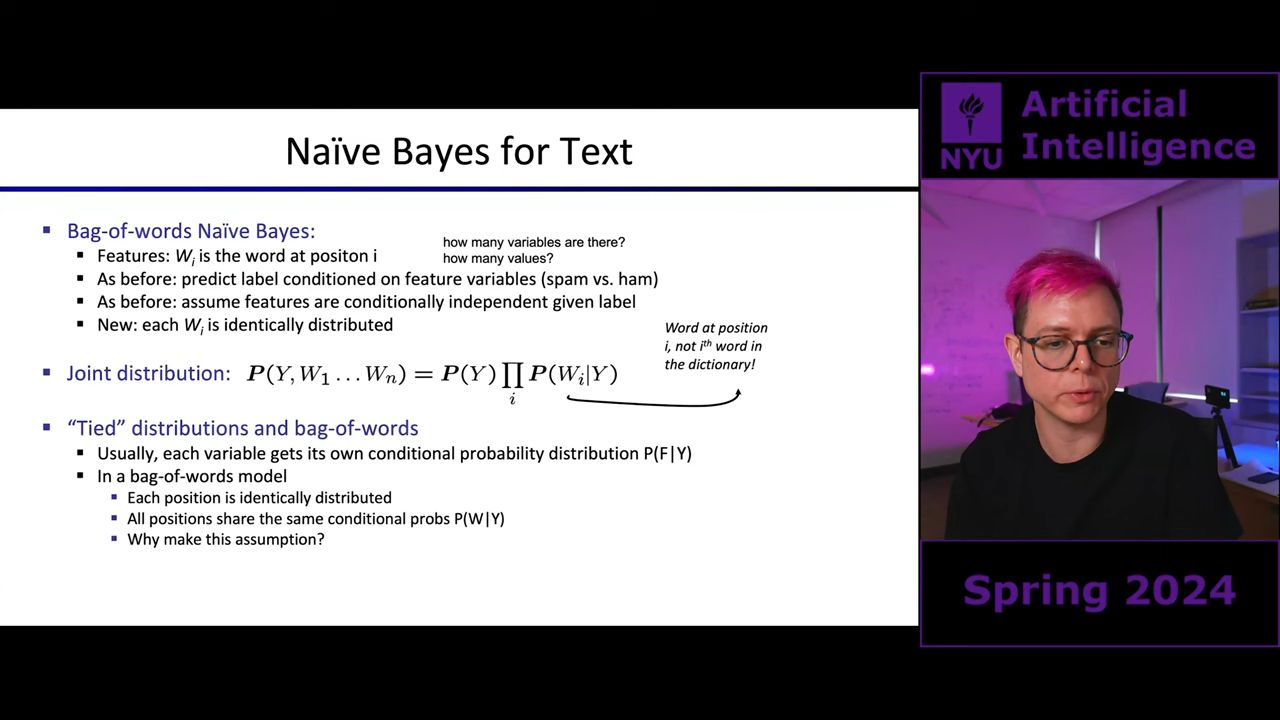 Naïve Bayes for Text
Bag-of-words Naïve Bayes:
Features: Wi is the word at positon i
how many variables are there?
how many values?
As before: predict label conditioned on feature variables (spam vs. ham)
As before: assume features are conditionally independent given label
New: each Wi is identically distributed
Word at position
i, not ith word in
the dictionary!
Joint distribution: P(Y, W1 … Wn) = P(Y) ∏i P(Wi|Y)
“Tied” distributions and bag-of-words
Usually, each variable gets its own conditional probability distribution P(F|Y)
In a bag-of-words model
Each position is identically distributed
All positions share the same conditional probs P(W|Y)
Why make this assumption?
NYU
Artificial
Intelligence
Spring 2024